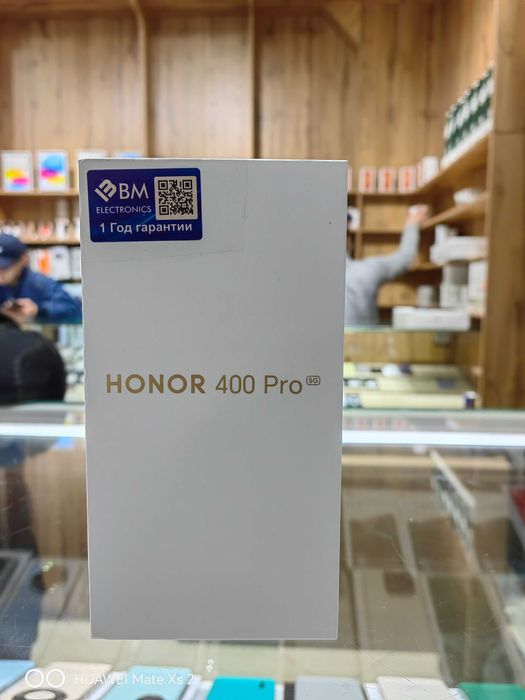 BM
ELECTRONICS
1 Год гарантии
HONOR 400 Pro 5G
HUAWEI Mate Xs 2